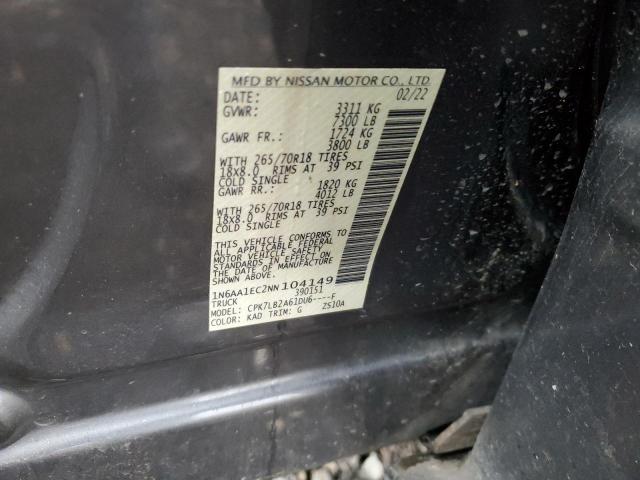 MFD BY NISSAN MOTOR CO., LTD.
DATE: 02/22
GVWR: 3311 KG
7300 LB
GAWR FR.: 1724 KG
3800 LB
WITH 265/70R18 TIRES
18x8.0 RIMS AT 39 PSI
COLD SINGLE
GAWR RR.: 1820 KG
4012 LB
WITH 265/70R18 TIRES
18x8.0 RIMS AT 39 PSI
COLD SINGLE
THIS VEHICLE CONFORMS TO
ALL APPLICABLE FEDERAL
MOTOR VEHICLE SAFETY
STANDARDS IN EFFECT ON
THE DATE OF MANUFACTURE
SHOWN ABOVE.
1N6AA1EC2NN 104149
TRUCK 390151
MODEL: CPK7LB2A61DU6----F
COLOR: KAD TRIM: G ZS10A